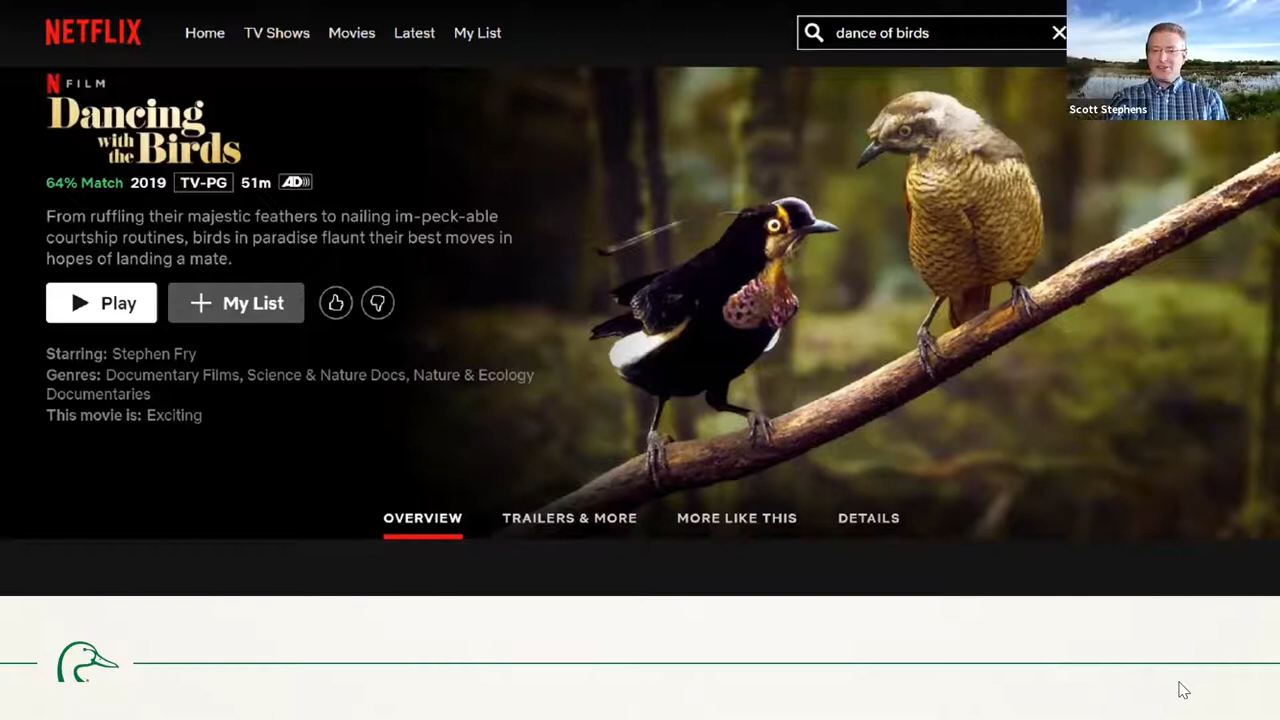 NETFLIX
Home TV Shows Movies Latest My List
dance of birds
Scott Stephens
N FILM
Dancing
with the Birds
64% Match 2019 TV-PG 51m AD)))
From ruffling their majestic feathers to nailing im-peck-able
courtship routines, birds in paradise flaunt their best moves in
hopes of landing a mate.
Play My List
Starring: Stephen Fry
Genres: Documentary Films, Science & Nature Docs, Nature & Ecology
Documentaries
This movie is: Exciting
OVERVIEW TRAILERS & MORE MORE LIKE THIS DETAILS